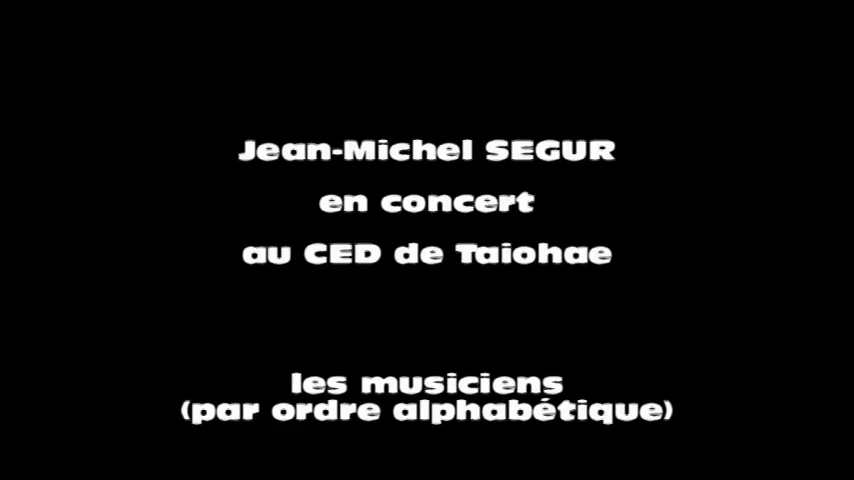 Jean-Michel SEGUR
en concert
au CED de Taiohae
les musiciens
(par ordre alphabétique)